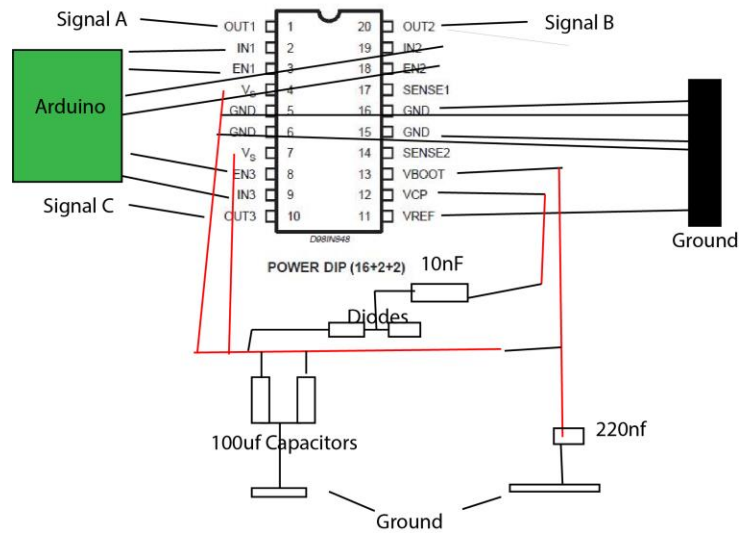 Signal A
OUT1 1 20 OUT2
Signal B
IN1 2 19 IN2
EN1 3 18 EN2
VS 4 17 SENSE1
Arduino
GND 5 16 GND
GND 6 15 GND
VS 7 14 SENSE2
EN3 8 13 VBOOT
IN3 9 12 VCP
Signal C
OUT3 10 11 VREF
D98IN848
Ground
POWER DIP (16+2+2)
10nF
Diodes
100uf Capacitors
220nf
Ground